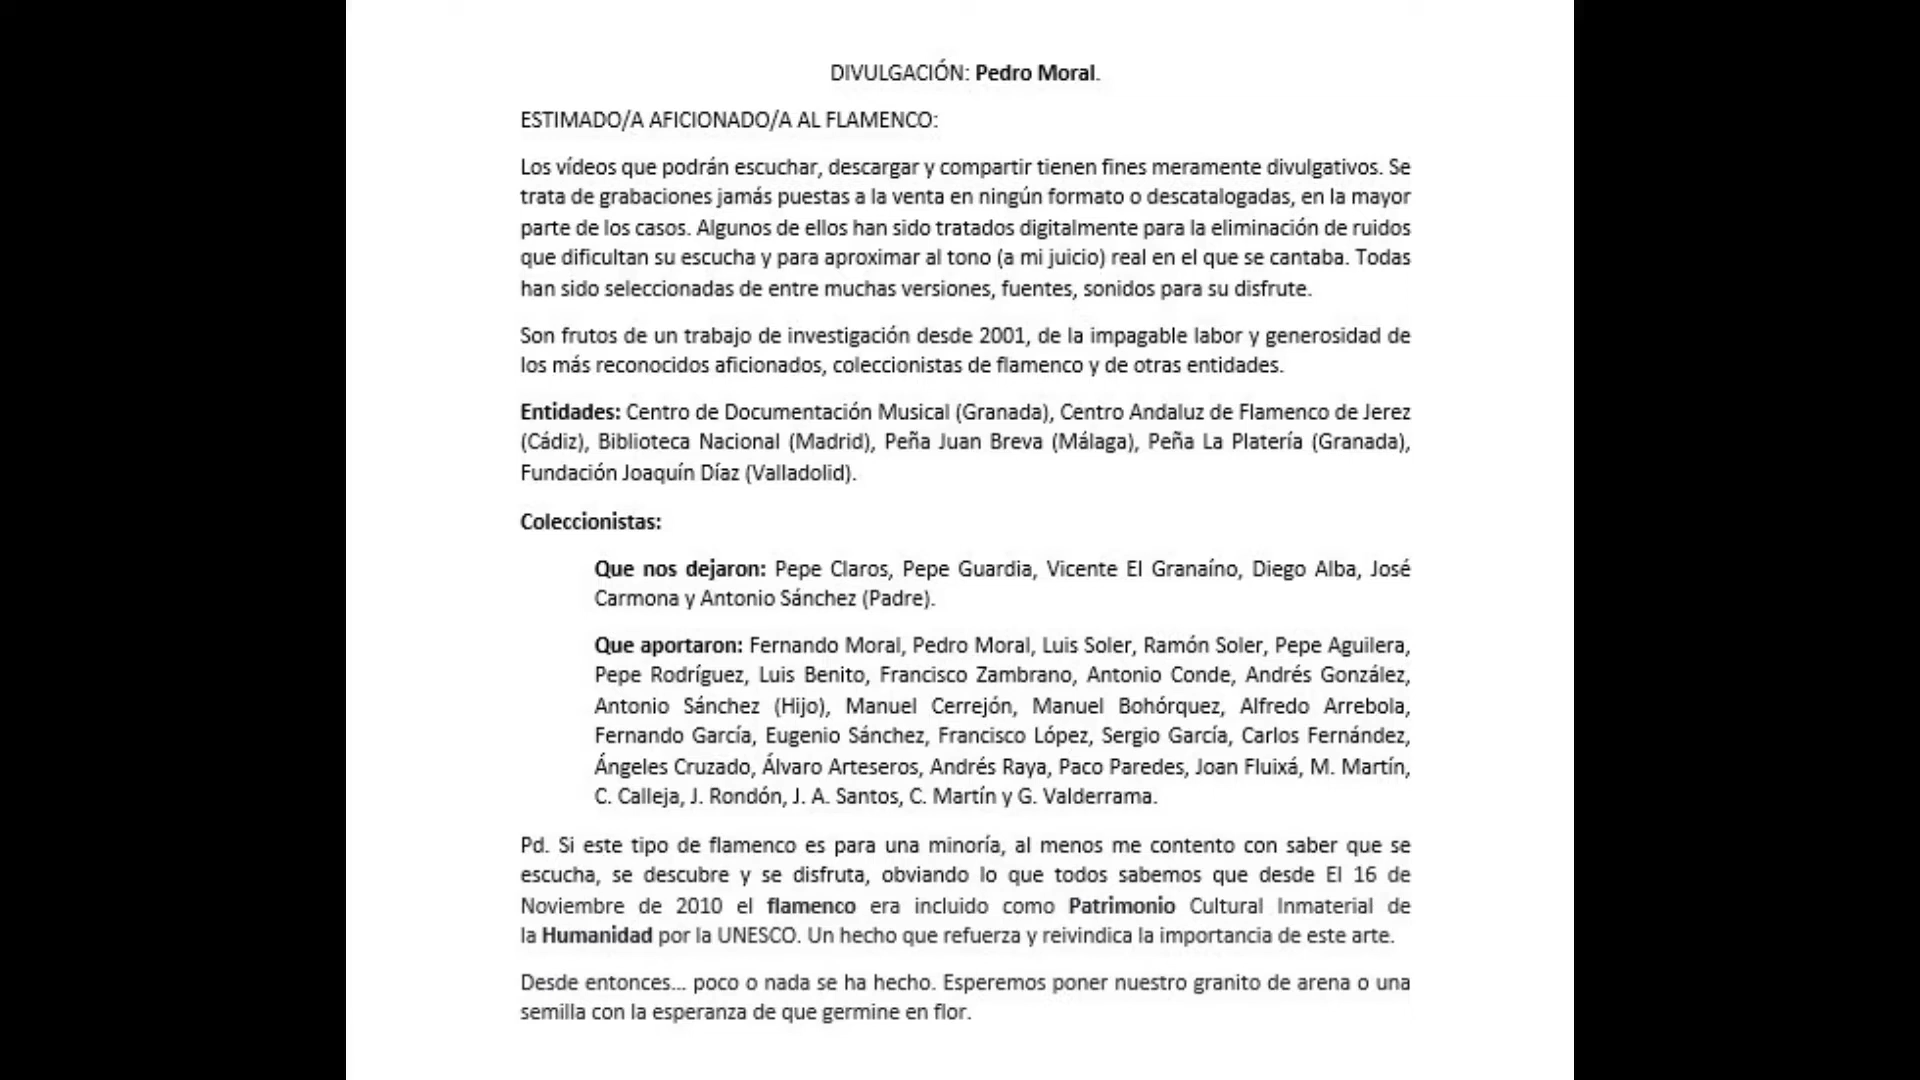 DIVULGACIÓN: Pedro Moral.
ESTIMADO/A AFICIONADO/A AL FLAMENCO:
Los vídeos que podrán escuchar, descargar y compartir tienen fines meramente divulgativos. Se
trata de grabaciones jamás puestas a la venta en ningún formato o descatalogadas, en la mayor
parte de los casos. Algunos de ellos han sido tratados digitalmente para la eliminación de ruidos
que dificultan su escucha y para aproximar al tono (a mi juicio) real en el que se cantaba. Todas
han sido seleccionadas de entre muchas versiones, fuentes, sonidos para su disfrute.
Son frutos de un trabajo de investigación desde 2001, de la impagable labor y generosidad de
los más reconocidos aficionados, coleccionistas de flamenco y de otras entidades.
Entidades: Centro de Documentación Musical (Granada), Centro Andaluz de Flamenco de Jerez
(Cádiz), Biblioteca Nacional (Madrid), Peña Juan Breva (Málaga), Peña La Platería (Granada),
Fundación Joaquín Díaz (Valladolid).
Coleccionistas:
Que nos dejaron: Pepe Claros, Pepe Guardia, Vicente El Granaíno, Diego Alba, José
Carmona y Antonio Sánchez (Padre).
Que aportaron: Fernando Moral, Pedro Moral, Luis Soler, Ramón Soler, Pepe Aguilera,
Pepe Rodríguez, Luis Benito, Francisco Zambrano, Antonio Conde, Andrés González,
Antonio Sánchez (Hijo), Manuel Cerrejón, Manuel Bohórquez, Alfredo Arrebola,
Fernando García, Eugenio Sánchez, Francisco López, Sergio García, Carlos Fernández,
Ángeles Cruzado, Álvaro Arteseros, Andrés Raya, Paco Paredes, Joan Fluixá, M. Martín,
C. Calleja, J. Rondón, J. A. Santos, C. Martín y G. Valderrama.
Pd. Si este tipo de flamenco es para una minoría, al menos me contento con saber que se
escucha, se descubre y se disfruta, obviando lo que todos sabemos que desde El 16 de
Noviembre de 2010 el flamenco era incluido como Patrimonio Cultural Inmaterial de
la Humanidad por la UNESCO. Un hecho que refuerza y reivindica la importancia de este arte.
Desde entonces... poco o nada se ha hecho. Esperemos poner nuestro granito de arena o una
semilla con la esperanza de que germine en flor.